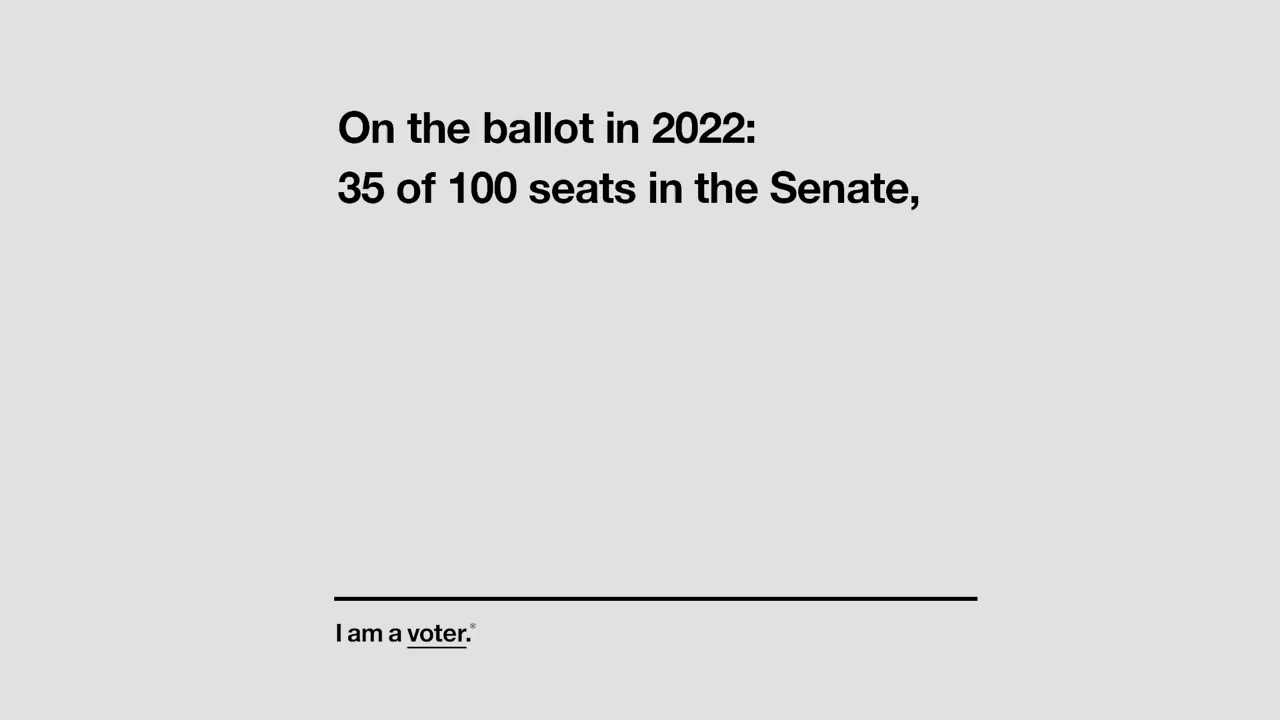 On the ballot in 2022:
35 of 100 seats in the Senate,
I am a voter.®